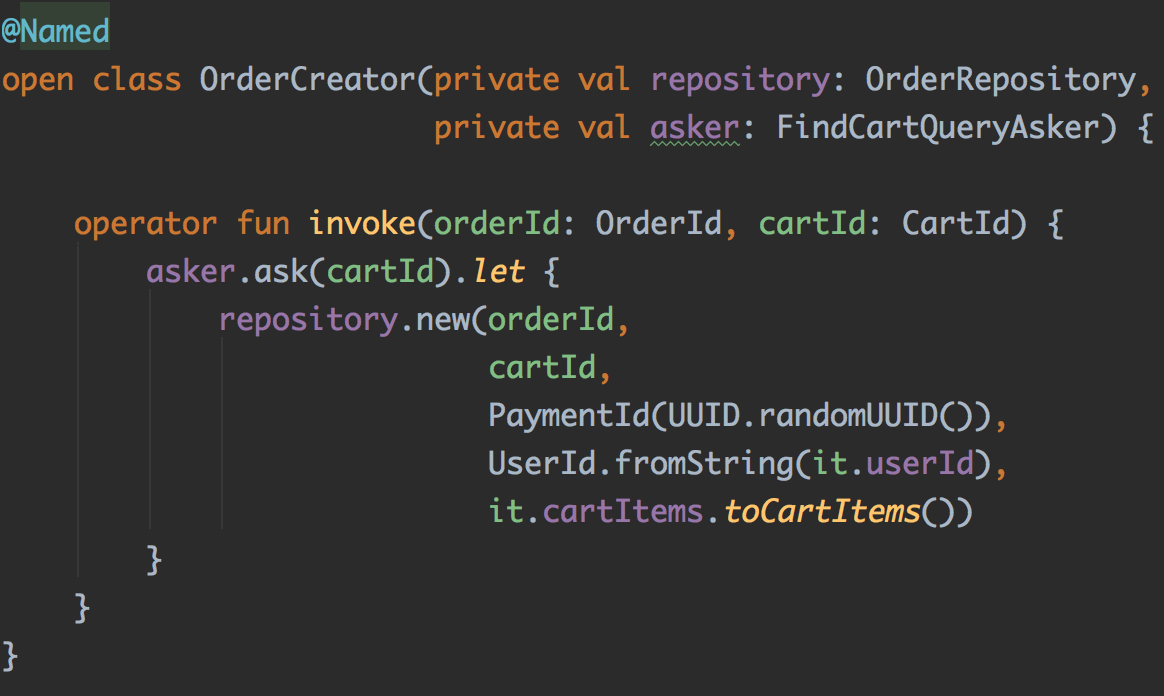 @Named
open class OrderCreator(private val repository: OrderRepository,
                        private val asker: FindCartQueryAsker) {

    operator fun invoke(orderId: OrderId, cartId: CartId) {
        asker.ask(cartId).let {
            repository.new(orderId,
                           cartId,
                           PaymentId(UUID.randomUUID()),
                           UserId.fromString(it.userId),
                           it.cartItems.toCartItems())
        }
    }
}